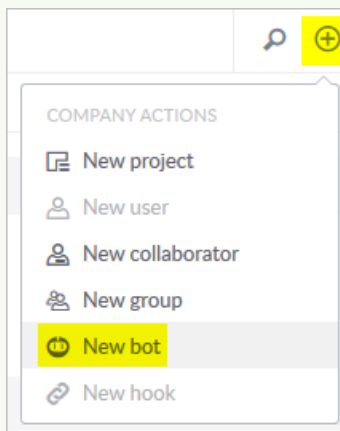 COMPANY ACTIONS
New project
New user
New collaborator
New group
New bot
New hook